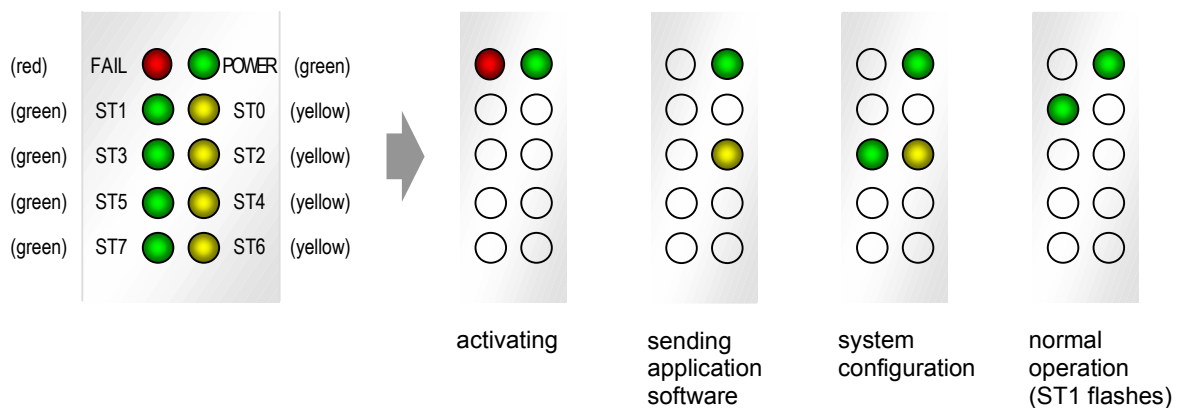 (red) FAIL POWER (green)
(green) ST1 ST0 (yellow)
(green) ST3 ST2 (yellow)
(green) ST5 ST4 (yellow)
(green) ST7 ST6 (yellow)
activating
sending
application
software
system
configuration
normal
operation
(ST1 flashes)